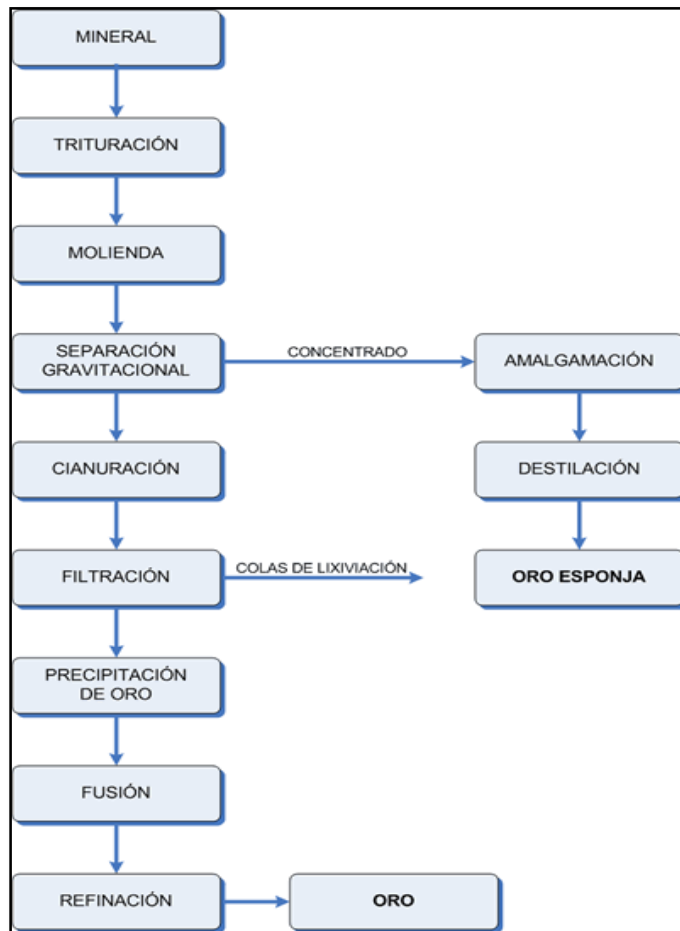 MINERAL
TRITURACIÓN
MOLIENDA
SEPARACIÓN
GRAVITACIONAL
CONCENTRADO
AMALGAMACIÓN
CIANURACIÓN
DESTILACIÓN
FILTRACIÓN
COLAS DE LIXIVIACIÓN
ORO ESPONJA
PRECIPITACIÓN
DE ORO
FUSIÓN
REFINACIÓN
ORO